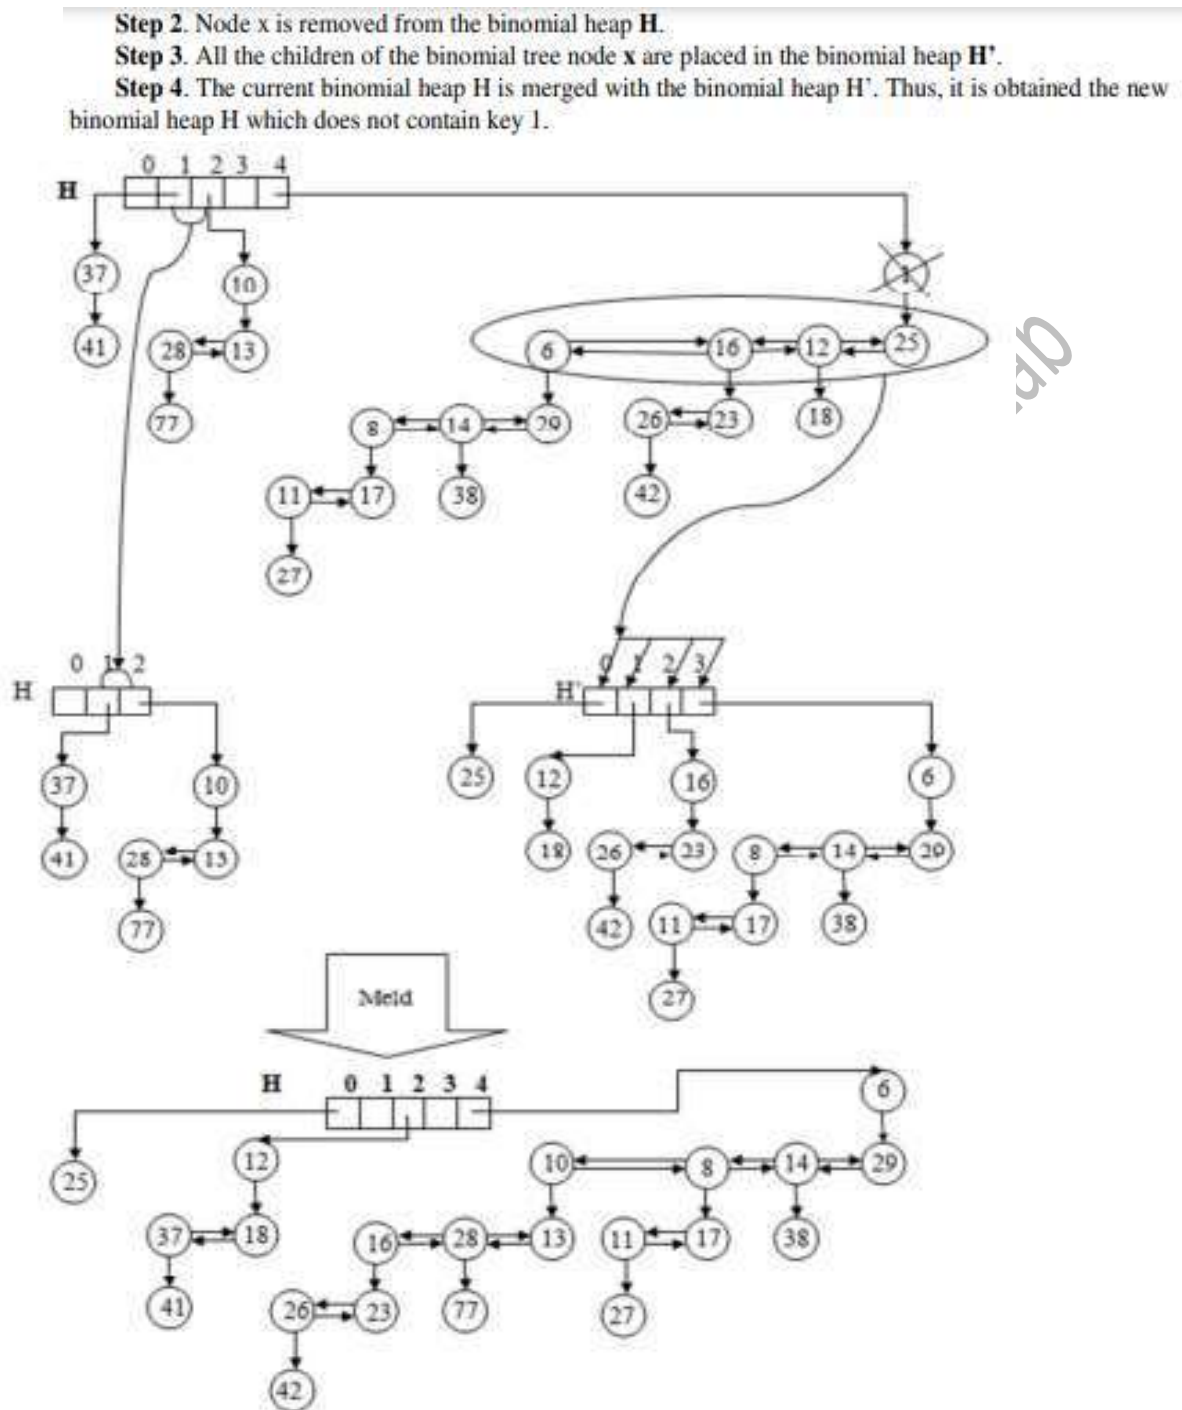 Step 2. Node x is removed from the binomial heap H.
Step 3. All the children of the binomial tree node x are placed in the binomial heap H’.
Step 4. The current binomial heap H is merged with the binomial heap H’. Thus, it is obtained the new
binomial heap H which does not contain key 1.
0 1 2 3 4
H
37 10 1
41 28 13 6 16 12 25
77 8 14 29 26 23 18
11 17 38 42
27
0 1 2 0 1 2 3
H H'
37 10 25 12 16 6
41 28 13 18 26 23 8 14 29
77 42 11 17 38
27
Meld
H 0 1 2 3 4
6
25 12 10 8 14 29
37 18 16 28 13 11 17 38
41 26 23 77 27
42